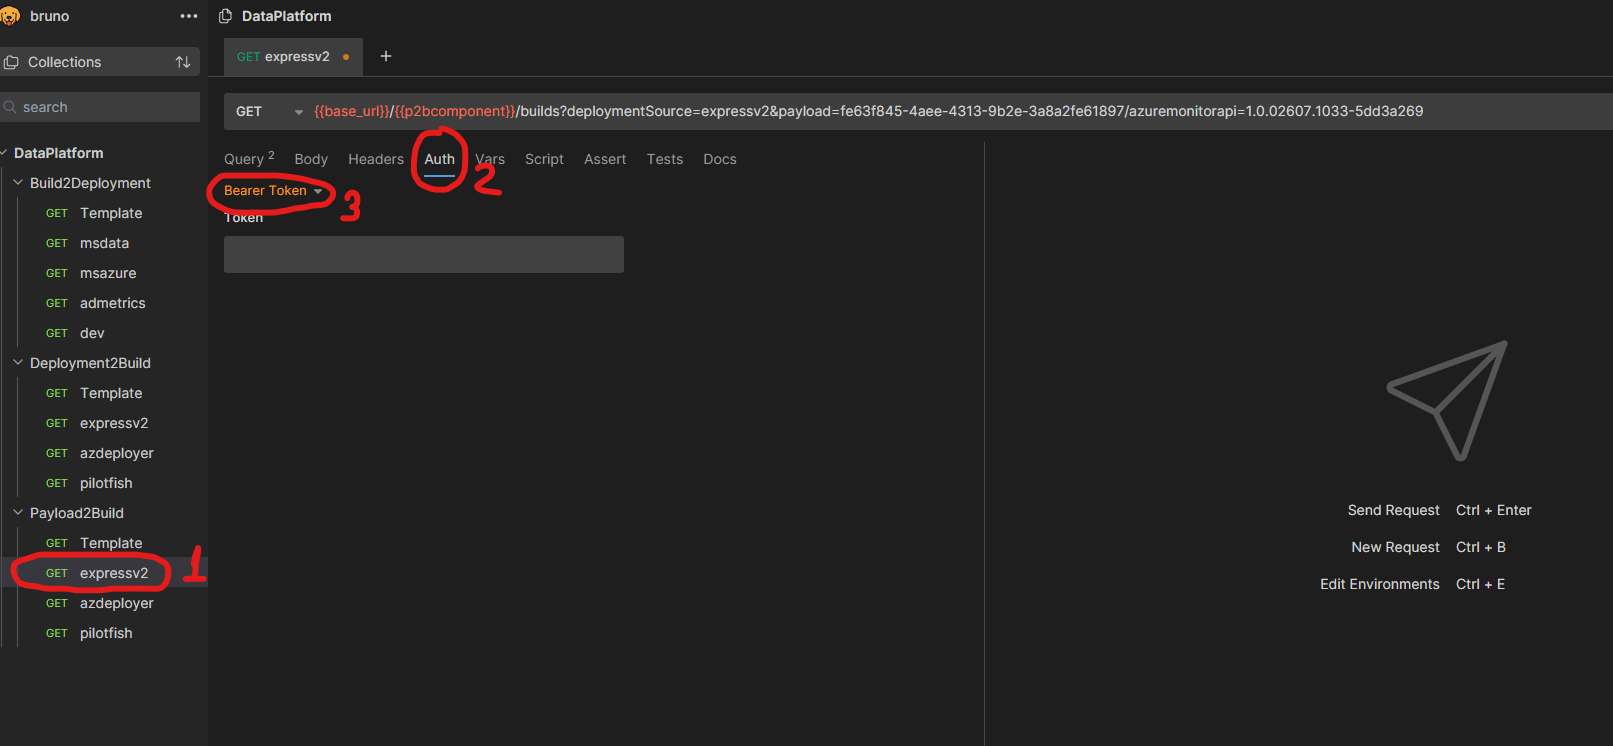 bruno
Collections
search
DataPlatform
Build2Deployment
GET Template
GET msdata
GET msazure
GET admetrics
GET dev
Deployment2Build
GET Template
GET expressv2
GET azdeployer
GET pilotfish
Payload2Build
GET Template
GET expressv2 1
GET azdeployer
GET pilotfish
DataPlatform
GET expressv2
GET {{base_url}}/{{p2bcomponent}}/builds?deploymentSource=expressv2&payload=fe63f845-4aee-4313-9b2e-3a8a2fe61897/azuremonitorapi=1.0.02607.1033-5dd3a269
Query 2 Body Headers Auth Vars Script Assert Tests Docs
2
Bearer Token 3
Token
Send Request Ctrl + Enter
New Request Ctrl + B
Edit Environments Ctrl + E